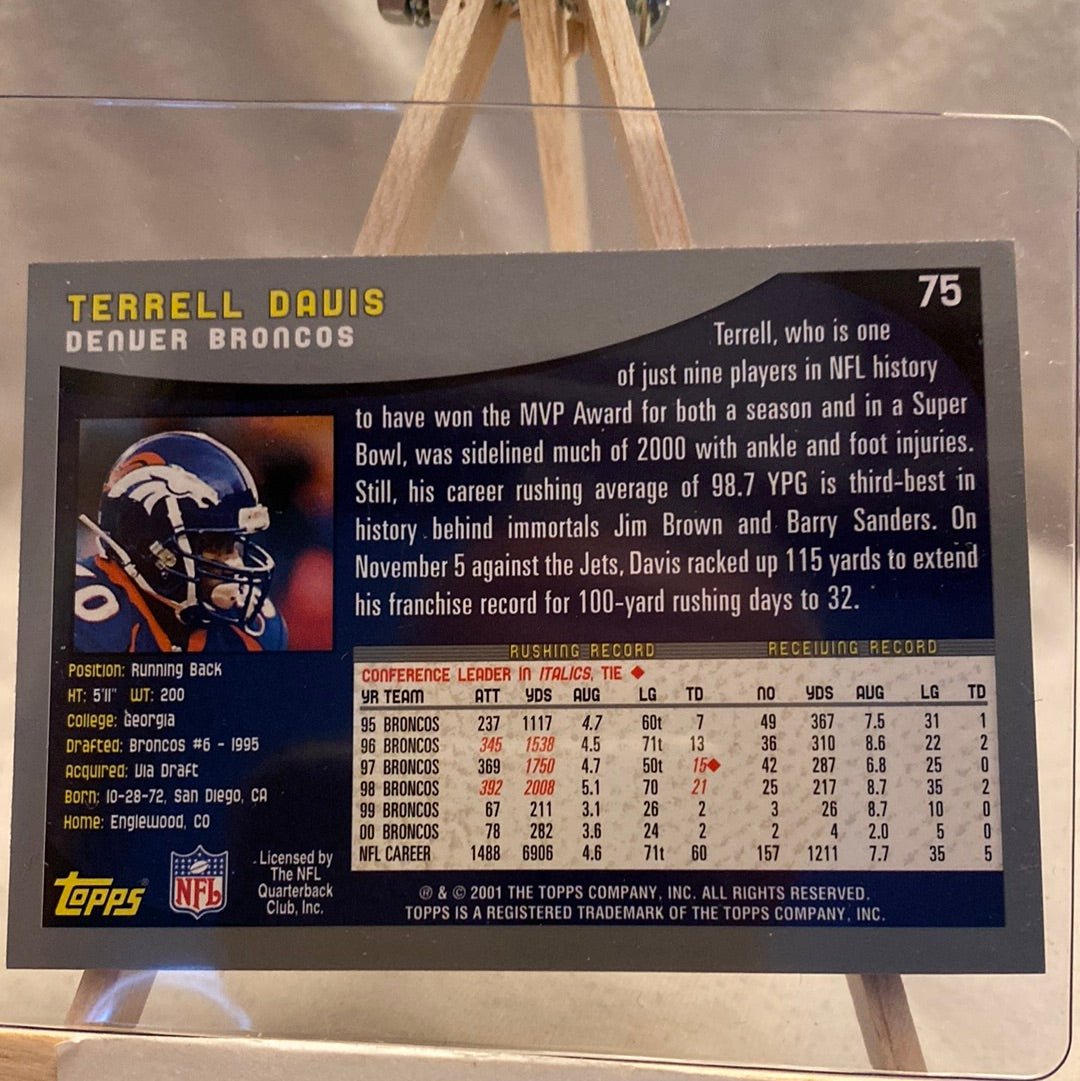 TERRELL DAVIS
DENVER BRONCOS
75
Terrell, who is one
of just nine players in NFL history
to have won the MVP Award for both a season and in a Super
Bowl, was sidelined much of 2000 with ankle and foot injuries.
Still, his career rushing average of 98.7 YPG is third-best in
history behind immortals Jim Brown and Barry Sanders. On
November 5 against the Jets, Davis racked up 115 yards to extend
his franchise record for 100-yard rushing days to 32.
0
Position: Running Back
HT: 5'11" WT: 200
College: Georgia
Drafted: Broncos #6 - 1995
Acquired: Via Draft
Born: 10-28-72, San Diego, CA
Home: Englewood, CO
RUSHING RECORD RECEIVING RECORD
CONFERENCE LEADER IN ITALICS, TIE ◆
YR TEAM ATT YDS AVG LG TD NO YDS AVG LG TD
95 BRONCOS 237 1117 4.7 60t 7 49 367 7.5 31 1
96 BRONCOS 345 1538 4.5 71t 13 36 310 8.6 22 2
97 BRONCOS 369 1750 4.7 50t 15◆ 42 287 6.8 25 0
98 BRONCOS 392 2008 5.1 70 21 25 217 8.7 35 2
99 BRONCOS 67 211 3.1 26 2 3 26 8.7 10 0
00 BRONCOS 78 282 3.6 24 2 2 4 2.0 5 0
NFL CAREER 1488 6906 4.6 71t 60 157 1211 7.7 35 5
TOPPS®
NFL
Licensed by
The NFL
Quarterback
Club, Inc.
® & © 2001 THE TOPPS COMPANY, INC. ALL RIGHTS RESERVED.
TOPPS IS A REGISTERED TRADEMARK OF THE TOPPS COMPANY, INC.